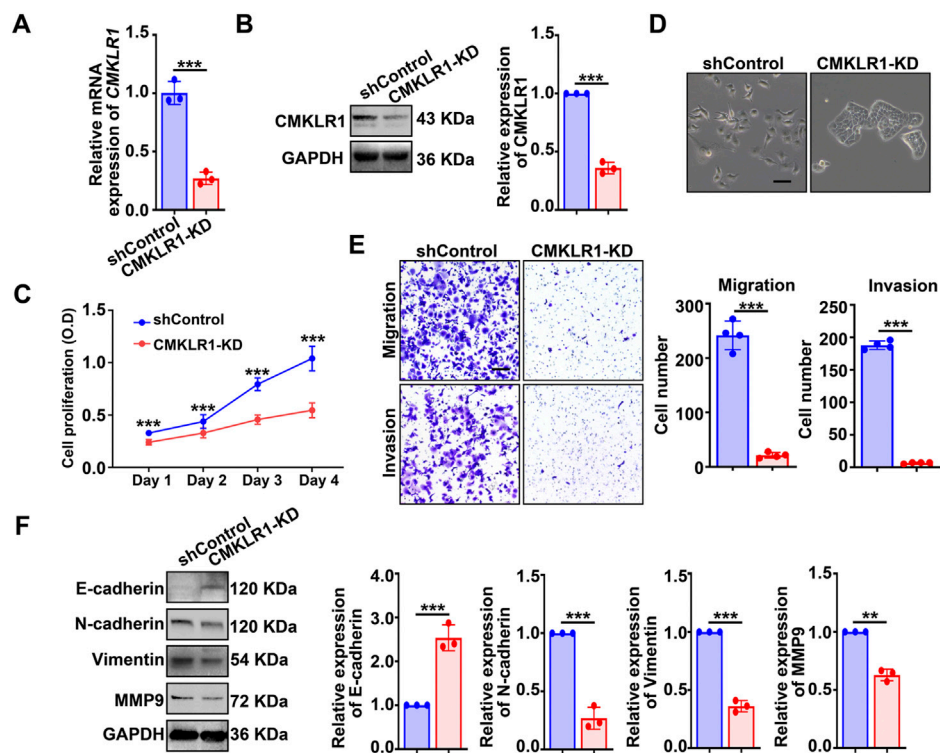 A
Relative mRNA
expression of CMKLR1
1.5
1.0
0.5
0.0
***
shControl
CMKLR1-KD
B
shControl
CMKLR1-KD
CMKLR1
43 KDa
GAPDH
36 KDa
Relative expression
of CMKLR1
1.5
1.0
0.5
0.0
***
D
shControl
CMKLR1-KD
C
Cell proliferation (O.D)
1.5
1.0
0.5
0.0
shControl
CMKLR1-KD
***
***
***
***
Day 1
Day 2
Day 3
Day 4
E
shControl
CMKLR1-KD
Migration
Invasion
Migration
Cell number
300
200
100
0
***
Invasion
Cell number
250
200
150
100
50
0
***
F
shControl
CMKLR1-KD
E-cadherin
120 KDa
N-cadherin
120 KDa
Vimentin
54 KDa
MMP9
72 KDa
GAPDH
36 KDa
Relative expression
of E-cadherin
4.0
3.0
2.0
1.0
0.0
***
Relative expression
of N-cadherin
1.5
1.0
0.5
0.0
***
Relative expression
of Vimentin
1.5
1.0
0.5
0.0
***
Relative expression
of MMP9
1.5
1.0
0.5
0.0
**